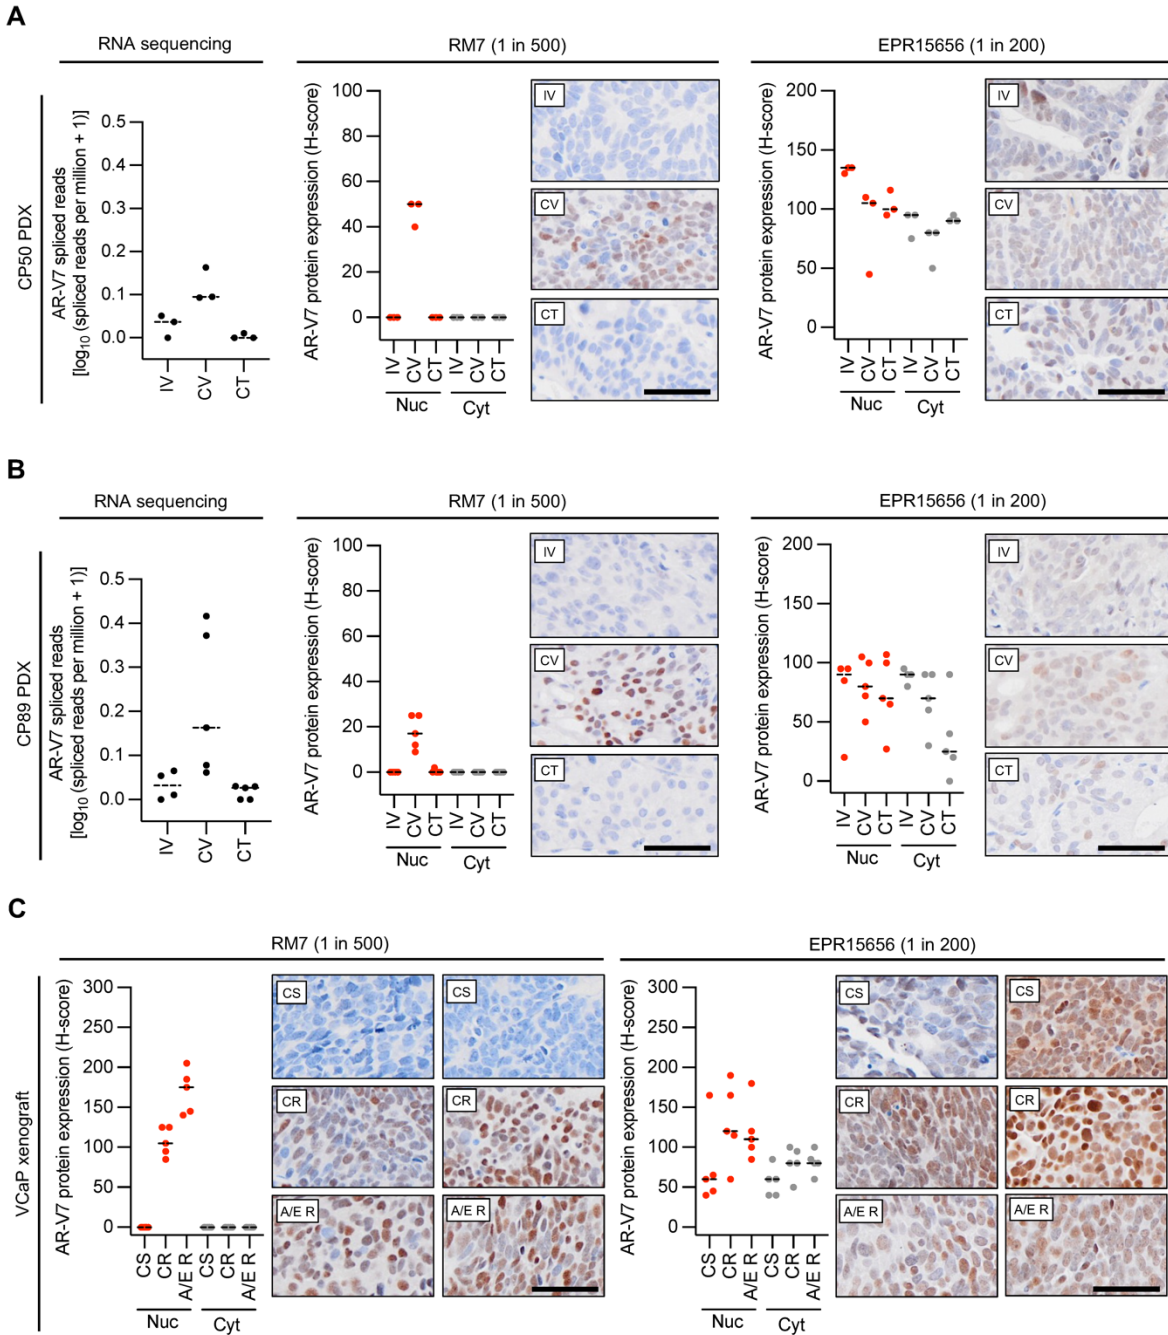 A
RNA sequencing
RM7 (1 in 500)
EPR15656 (1 in 200)
CP50 PDX
AR-V7 spliced reads
[log10 (spliced reads per million + 1)]
0.5
0.4
0.3
0.2
0.1
0.0
IV
CV
CT
AR-V7 protein expression (H-score)
100
80
60
40
20
0
IV
CV
CT
IV
CV
CT
Nuc
Cyt
IV
CV
CT
AR-V7 protein expression (H-score)
200
150
100
50
0
IV
CV
CT
IV
CV
CT
Nuc
Cyt
IV
CV
CT
B
RNA sequencing
RM7 (1 in 500)
EPR15656 (1 in 200)
CP89 PDX
AR-V7 spliced reads
[log10 (spliced reads per million + 1)]
0.5
0.4
0.3
0.2
0.1
0.0
IV
CV
CT
AR-V7 protein expression (H-score)
100
80
60
40
20
0
IV
CV
CT
IV
CV
CT
Nuc
Cyt
IV
CV
CT
AR-V7 protein expression (H-score)
200
150
100
50
0
IV
CV
CT
IV
CV
CT
Nuc
Cyt
IV
CV
CT
C
RM7 (1 in 500)
EPR15656 (1 in 200)
VCaP xenograft
AR-V7 protein expression (H-score)
300
250
200
150
100
50
0
CS
CR
A/E R
CS
CR
A/E R
Nuc
Cyt
CS
CS
CR
CR
A/E R
A/E R
AR-V7 protein expression (H-score)
300
250
200
150
100
50
0
CS
CR
A/E R
CS
CR
A/E R
Nuc
Cyt
CS
CS
CR
CR
A/E R
A/E R